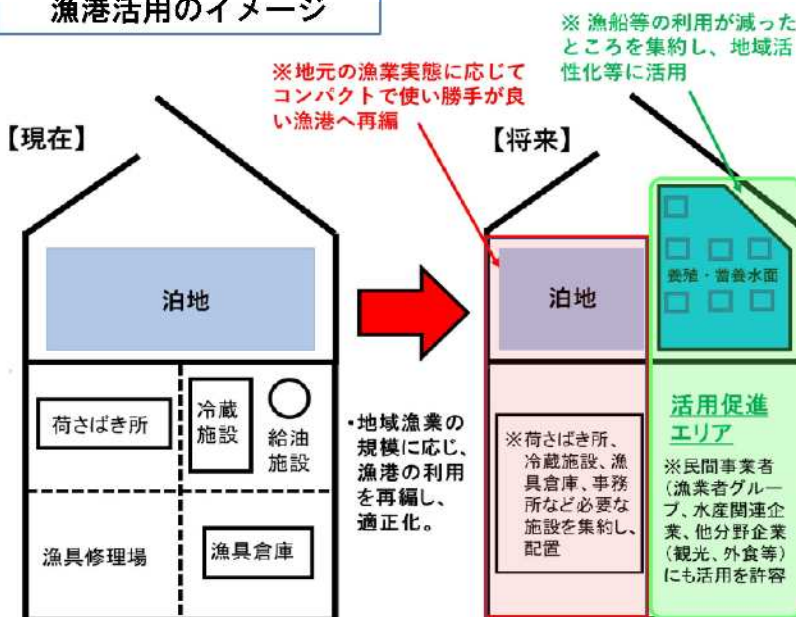 漁港活用のイメージ
※ 漁船等の利用が減った
ところを集約し、地域活
性化等に活用
※地元の漁業実態に応じて
コンパクトで使い勝手が良
い漁港へ再編
【現在】
【将来】
泊地
泊地
養殖・蓄養水面
荷さばき所
冷蔵
施設
給油
施設
漁具修理場
漁具倉庫
・地域漁業の
規模に応じ、
漁港の利用
を再編し、
適正化。
※荷さばき所、
冷蔵施設、漁
具倉庫、事務
所など必要な
施設を集約し、
配置
活用促進
エリア
※民間事業者
(漁業者グルー
プ、水産関連企
業、他分野企業
(観光、外食等)
にも活用を許容